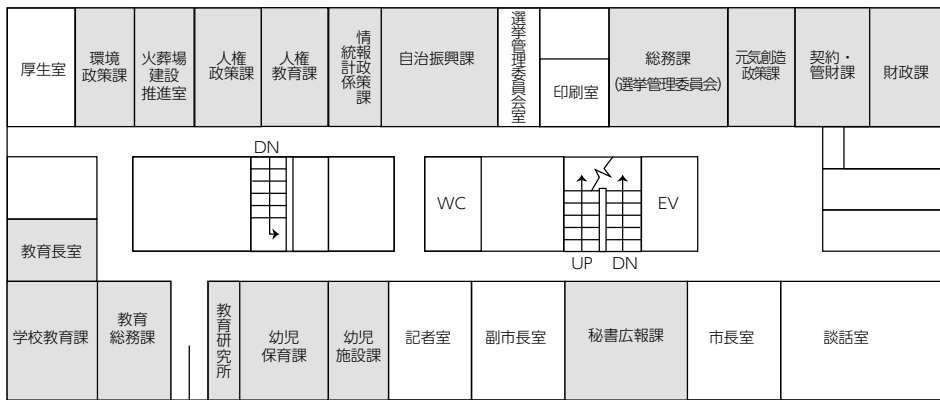 厚生室
環境
政策課
火葬場
建設
推進室
人権
政策課
人権
教育課
情報政策課
統計係
自治振興課
選挙管理委員会室
印刷室
総務課
(選挙管理委員会)
元気創造
政策課
契約・
管財課
財政課
DN
WC
UP
DN
EV
教育長室
学校教育課
教育
総務課
教育研究所
幼児
保育課
幼児
施設課
記者室
副市長室
秘書広報課
市長室
談話室